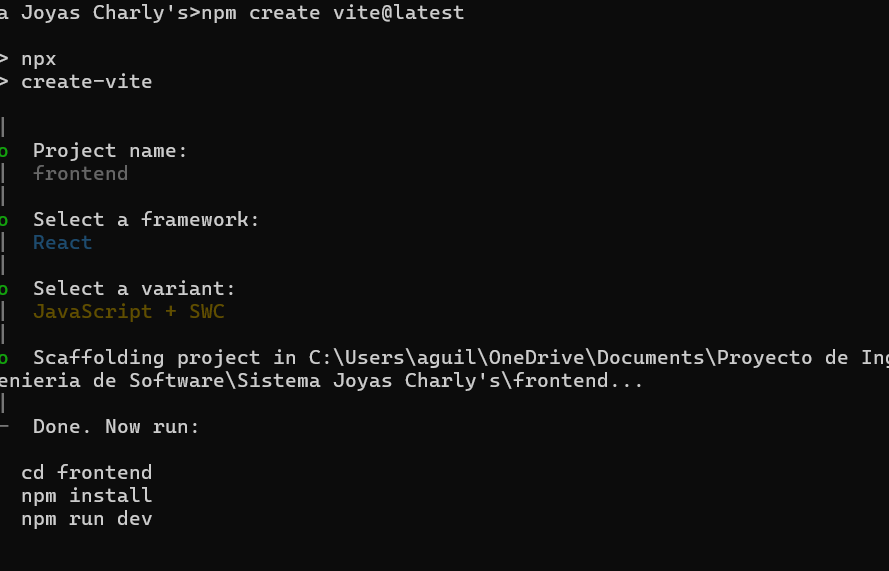 a Joyas Charly's>npm create vite@latest
> npx
> create-vite
|
o  Project name:
|  frontend
|
o  Select a framework:
|  React
|
o  Select a variant:
|  JavaScript + SWC
|
o  Scaffolding project in C:\Users\aguil\OneDrive\Documents\Proyecto de Ing
enieria de Software\Sistema Joyas Charly's\frontend...
|
—  Done. Now run:
cd frontend
npm install
npm run dev